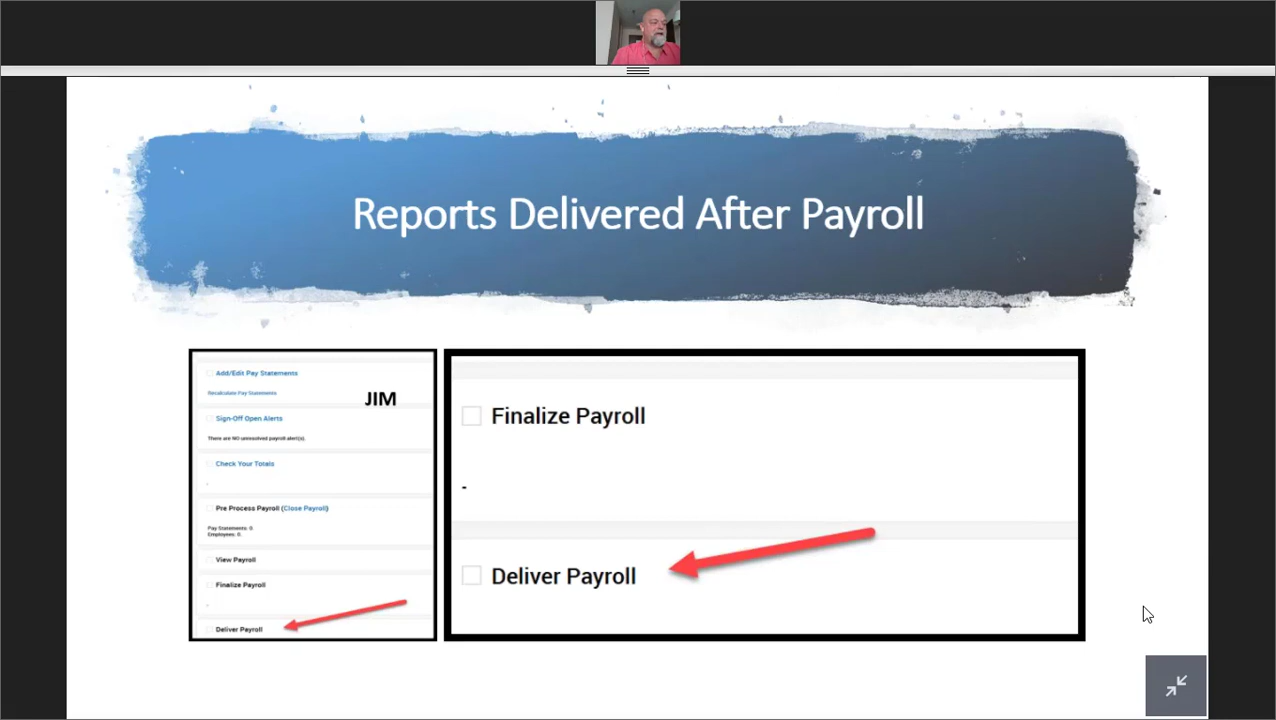 Reports Delivered After Payroll
Add/Edit Pay Statements
Recalculate Pay Statements
JIM
Sign-Off Open Alerts
There are NO unresolved payroll alert(s).
Check Your Totals
-
Pre Process Payroll (Close Payroll)
Pay Statements: 0
Employees: 0
View Payroll
Finalize Payroll
-
Deliver Payroll
Finalize Payroll
-
Deliver Payroll